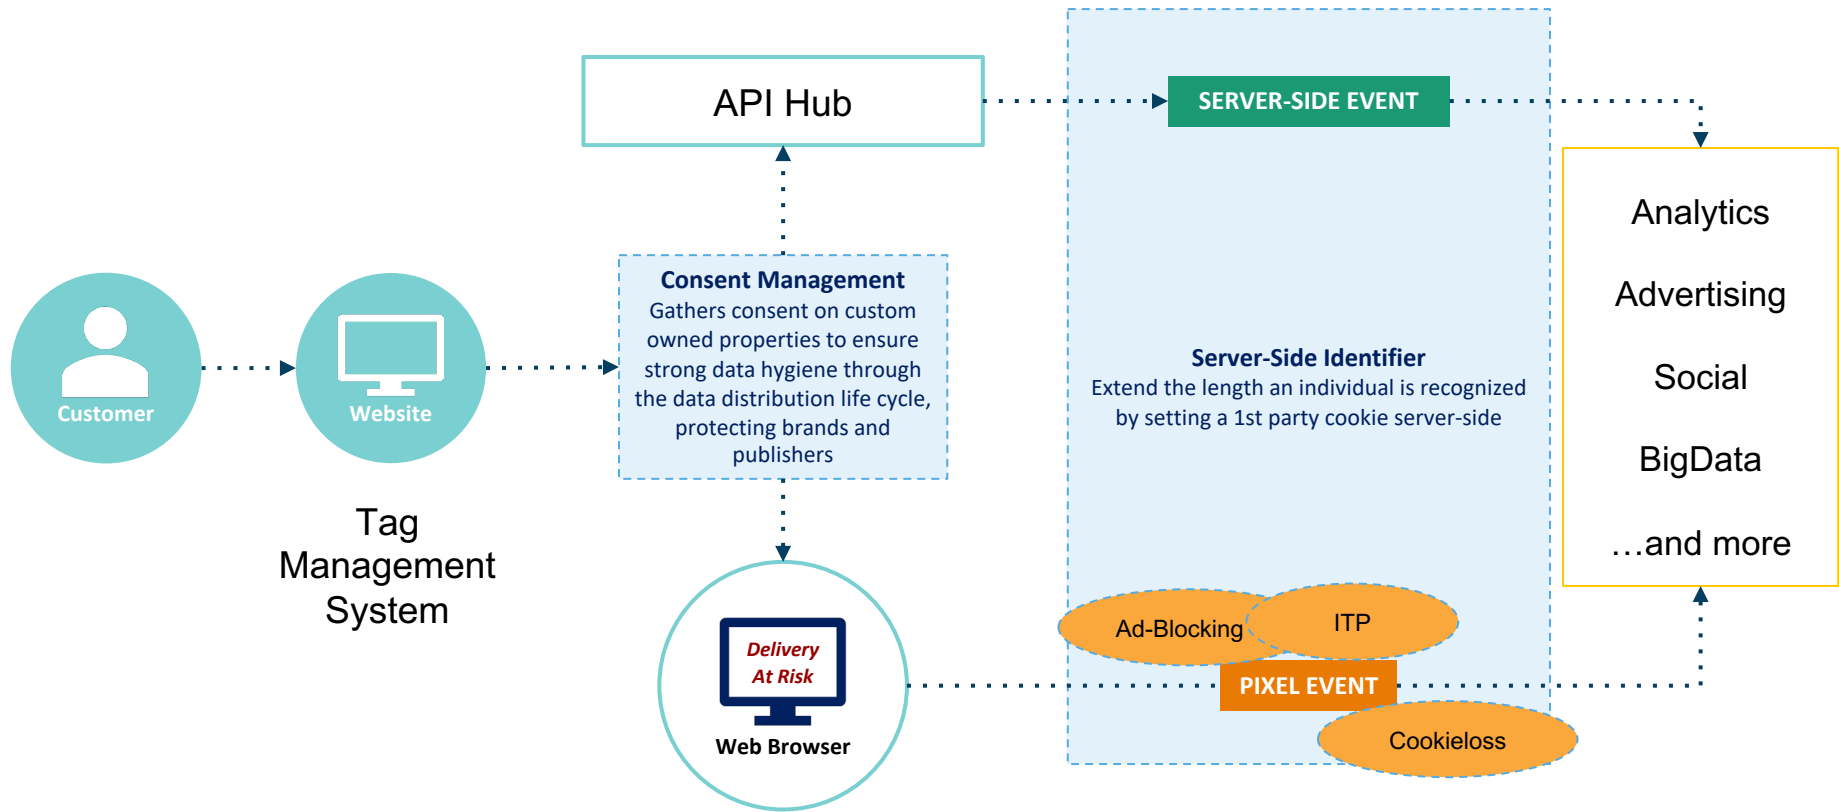 API Hub
SERVER-SIDE EVENT
Customer
Website
Tag
Management
System
Consent Management
Gathers consent on custom
owned properties to ensure
strong data hygiene through
the data distribution life cycle,
protecting brands and
publishers
Delivery
At Risk
Web Browser
Server-Side Identifier
Extend the length an individual is recognized
by setting a 1st party cookie server-side
Ad-Blocking
ITP
PIXEL EVENT
Cookieloss
Analytics
Advertising
Social
BigData
…and more